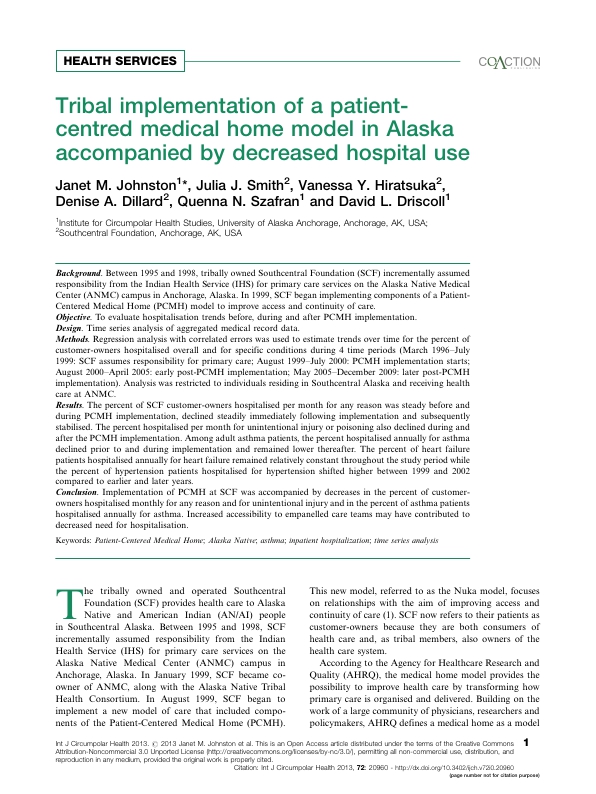 HEALTH SERVICES
COACTION
Tribal implementation of a patient-
centred medical home model in Alaska
accompanied by decreased hospital use
Janet M. Johnston1*, Julia J. Smith2, Vanessa Y. Hiratsuka2,
Denise A. Dillard2, Quenna N. Szafran1 and David L. Driscoll1
1Institute for Circumpolar Health Studies, University of Alaska Anchorage, Anchorage, AK, USA;
2Southcentral Foundation, Anchorage, AK, USA
Background. Between 1995 and 1998, tribally owned Southcentral Foundation (SCF) incrementally assumed
responsibility from the Indian Health Service (IHS) for primary care services on the Alaska Native Medical
Center (ANMC) campus in Anchorage, Alaska. In 1999, SCF began implementing components of a Patient-
Centered Medical Home (PCMH) model to improve access and continuity of care.
Objective. To evaluate hospitalisation trends before, during and after PCMH implementation.
Design. Time series analysis of aggregated medical record data.
Methods. Regression analysis with correlated errors was used to estimate trends over time for the percent of
customer-owners hospitalised overall and for specific conditions during 4 time periods (March 1996–July
1999: SCF assumes responsibility for primary care; August 1999–July 2000: PCMH implementation starts;
August 2000–April 2005: early post-PCMH implementation; May 2005–December 2009: later post-PCMH
implementation). Analysis was restricted to individuals residing in Southcentral Alaska and receiving health
care at ANMC.
Results. The percent of SCF customer-owners hospitalised per month for any reason was steady before and
during PCMH implementation, declined steadily immediately following implementation and subsequently
stabilised. The percent hospitalised per month for unintentional injury or poisoning also declined during and
after the PCMH implementation. Among adult asthma patients, the percent hospitalised annually for asthma
declined prior to and during implementation and remained lower thereafter. The percent of heart failure
patients hospitalised annually for heart failure remained relatively constant throughout the study period while
the percent of hypertension patients hospitalised for hypertension shifted higher between 1999 and 2002
compared to earlier and later years.
Conclusion. Implementation of PCMH at SCF was accompanied by decreases in the percent of customer-
owners hospitalised monthly for any reason and for unintentional injury and in the percent of asthma patients
hospitalised annually for asthma. Increased accessibility to empanelled care teams may have contributed to
decreased need for hospitalisation.
Keywords: Patient-Centered Medical Home; Alaska Native; asthma; inpatient hospitalization; time series analysis
The tribally owned and operated Southcentral
Foundation (SCF) provides health care to Alaska
Native and American Indian (AN/AI) people
in Southcentral Alaska. Between 1995 and 1998, SCF
incrementally assumed responsibility from the Indian
Health Service (IHS) for primary care services on the
Alaska Native Medical Center (ANMC) campus in
Anchorage, Alaska. In January 1999, SCF became co-
owner of ANMC, along with the Alaska Native Tribal
Health Consortium. In August 1999, SCF began to
implement a new model of care that included compo-
nents of the Patient-Centered Medical Home (PCMH).
This new model, referred to as the Nuka model, focuses
on relationships with the aim of improving access and
continuity of care (1). SCF now refers to their patients as
customer-owners because they are both consumers of
health care and, as tribal members, also owners of the
health care system.
According to the Agency for Healthcare Research and
Quality (AHRQ), the medical home model provides the
possibility to improve health care by transforming how
primary care is organised and delivered. Building on the
work of a large community of physicians, researchers and
policymakers, AHRQ defines a medical home as a model
Int J Circumpolar Health 2013. © 2013 Janet M. Johnston et al. This is an Open Access article distributed under the terms of the Creative Commons
Attribution-Noncommercial 3.0 Unported License (http://creativecommons.org/licenses/by-nc/3.0/), permitting all non-commercial use, distribution, and
reproduction in any medium, provided the original work is properly cited.
1
Citation: Int J Circumpolar Health 2013, 72: 20960 - http://dx.doi.org/10.3402/ijch.v72i0.20960
(page number not for citation purpose)